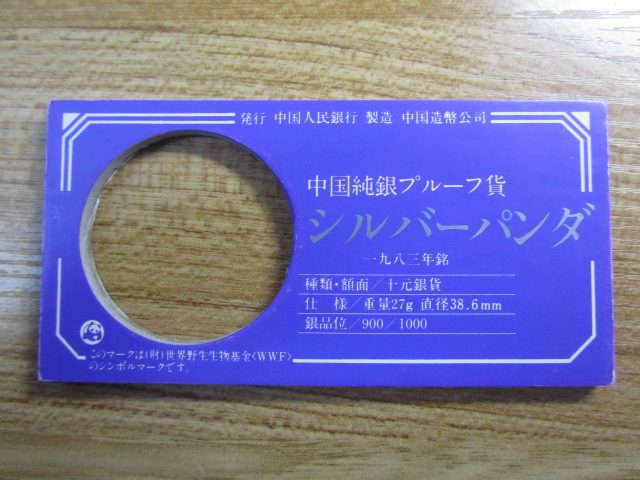 発行 中国人民銀行 製造 中国造幣公司
中国純銀プルーフ貨
シルバーパンダ
一九八三年銘
種類・額面／十元銀貨
仕 様／重量27g 直径38.6mm
銀品位／900／1000
このマークは(財)世界野生生物基金〈WWF〉
のシンボルマークです。